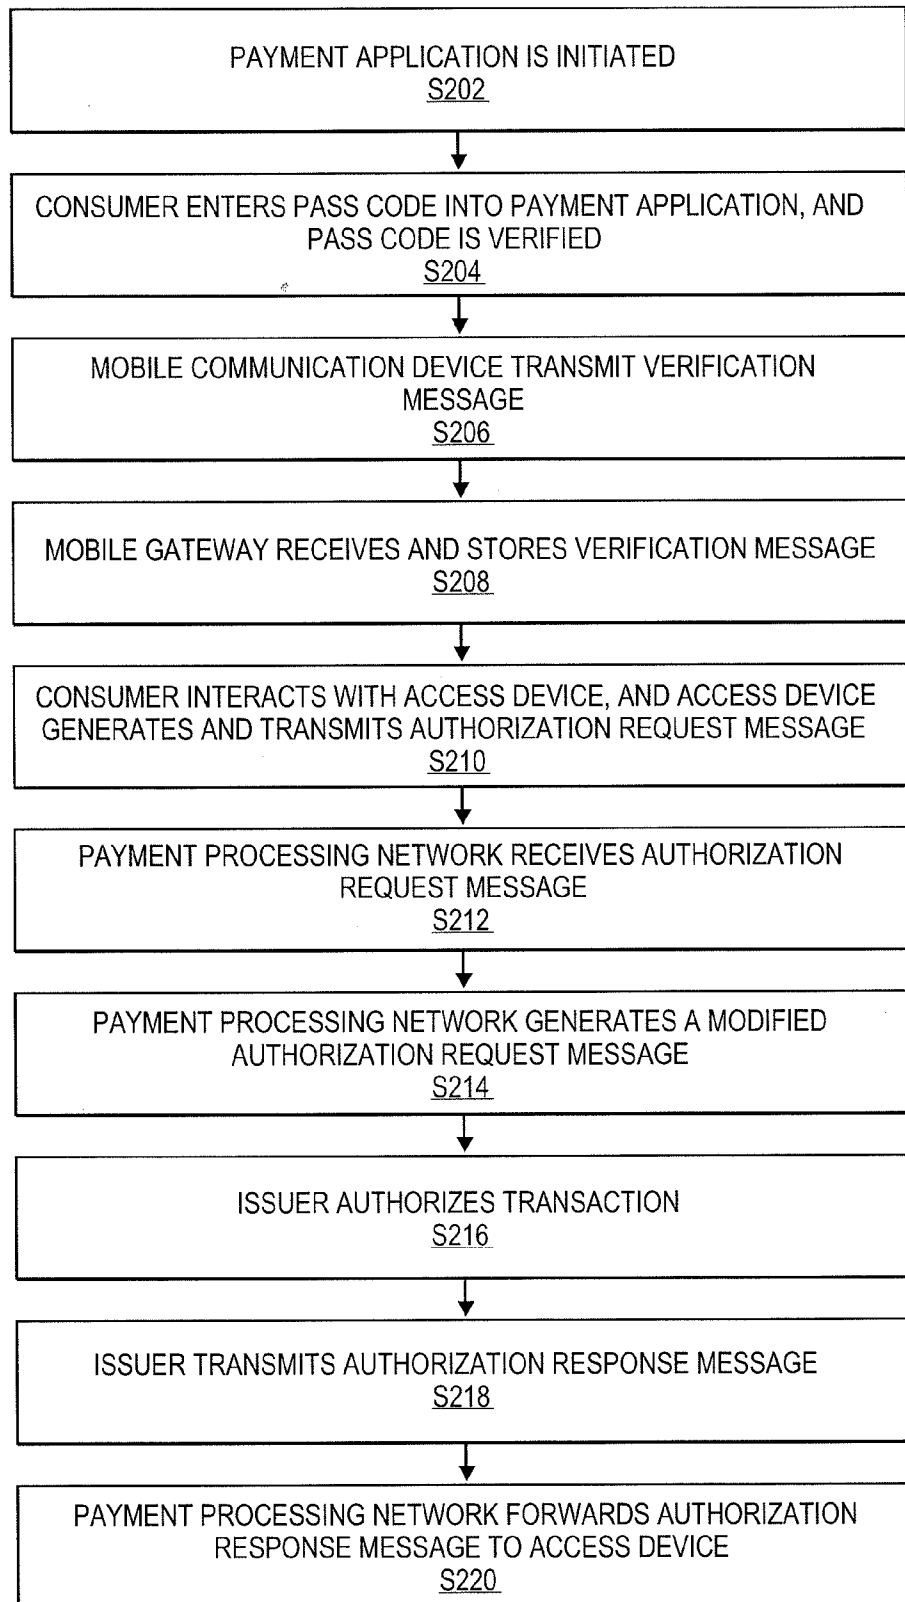 PAYMENT APPLICATION IS INITIATED
S202
CONSUMER ENTERS PASS CODE INTO PAYMENT APPLICATION, AND
PASS CODE IS VERIFIED
S204
MOBILE COMMUNICATION DEVICE TRANSMIT VERIFICATION
MESSAGE
S206
MOBILE GATEWAY RECEIVES AND STORES VERIFICATION MESSAGE
S208
CONSUMER INTERACTS WITH ACCESS DEVICE, AND ACCESS DEVICE
GENERATES AND TRANSMITS AUTHORIZATION REQUEST MESSAGE
S210
PAYMENT PROCESSING NETWORK RECEIVES AUTHORIZATION
REQUEST MESSAGE
S212
PAYMENT PROCESSING NETWORK GENERATES A MODIFIED
AUTHORIZATION REQUEST MESSAGE
S214
ISSUER AUTHORIZES TRANSACTION
S216
ISSUER TRANSMITS AUTHORIZATION RESPONSE MESSAGE
S218
PAYMENT PROCESSING NETWORK FORWARDS AUTHORIZATION
RESPONSE MESSAGE TO ACCESS DEVICE
S220